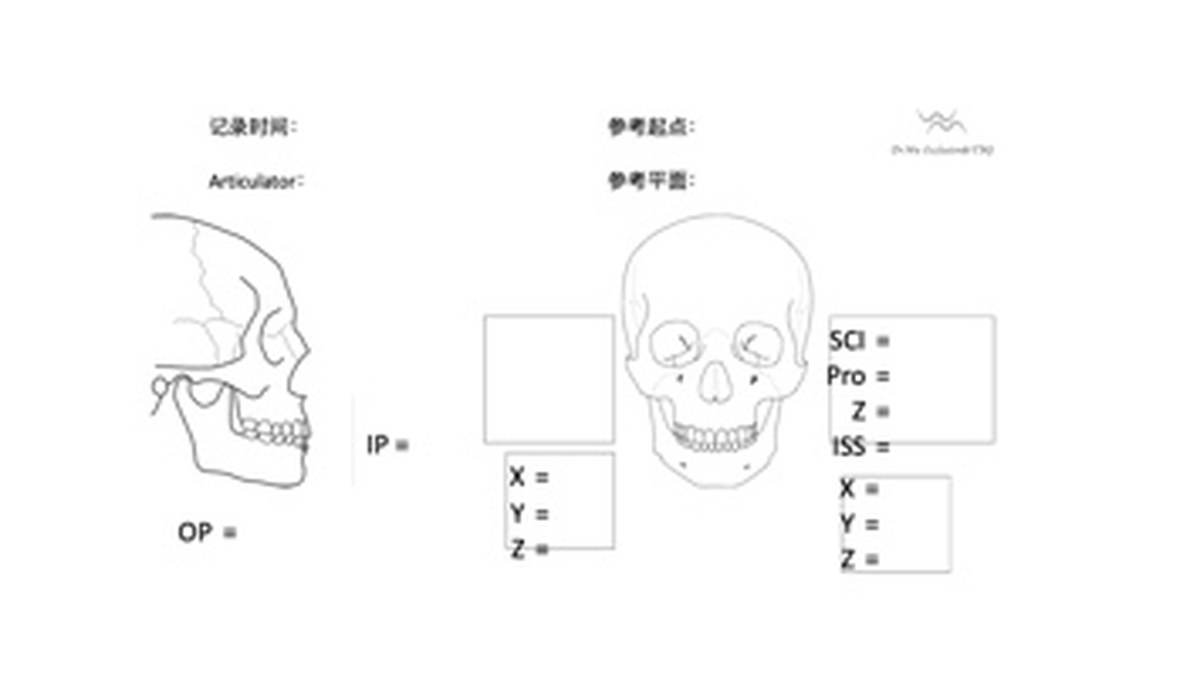 记录时间：
参考起点：
Articulator：
参考平面：
SCI =
Pro =
Z =
ISS =
IP =
X =
Y =
Z =
X =
Y =
Z =
OP =